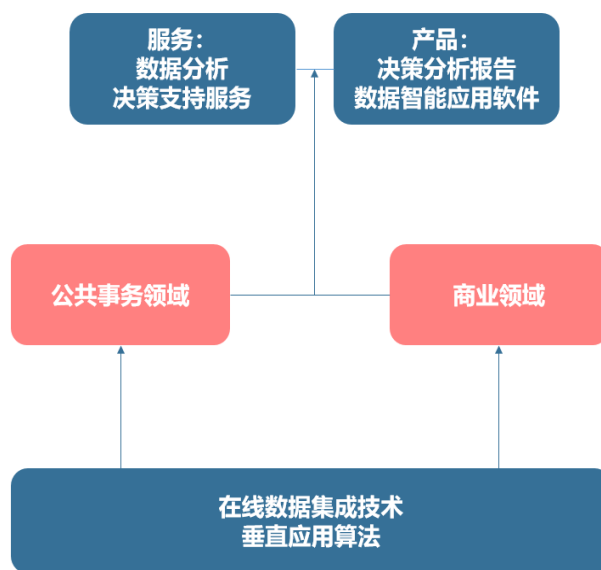 服务：
数据分析
决策支持服务
产品：
决策分析报告
数据智能应用软件
公共事务领域
商业领域
在线数据集成技术
垂直应用算法